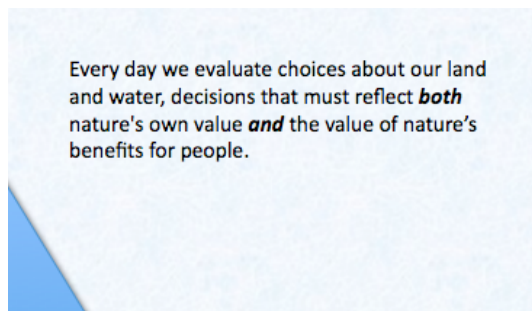 Every day we evaluate choices about our land
and water, decisions that must reflect both
nature's own value and the value of nature’s
benefits for people.